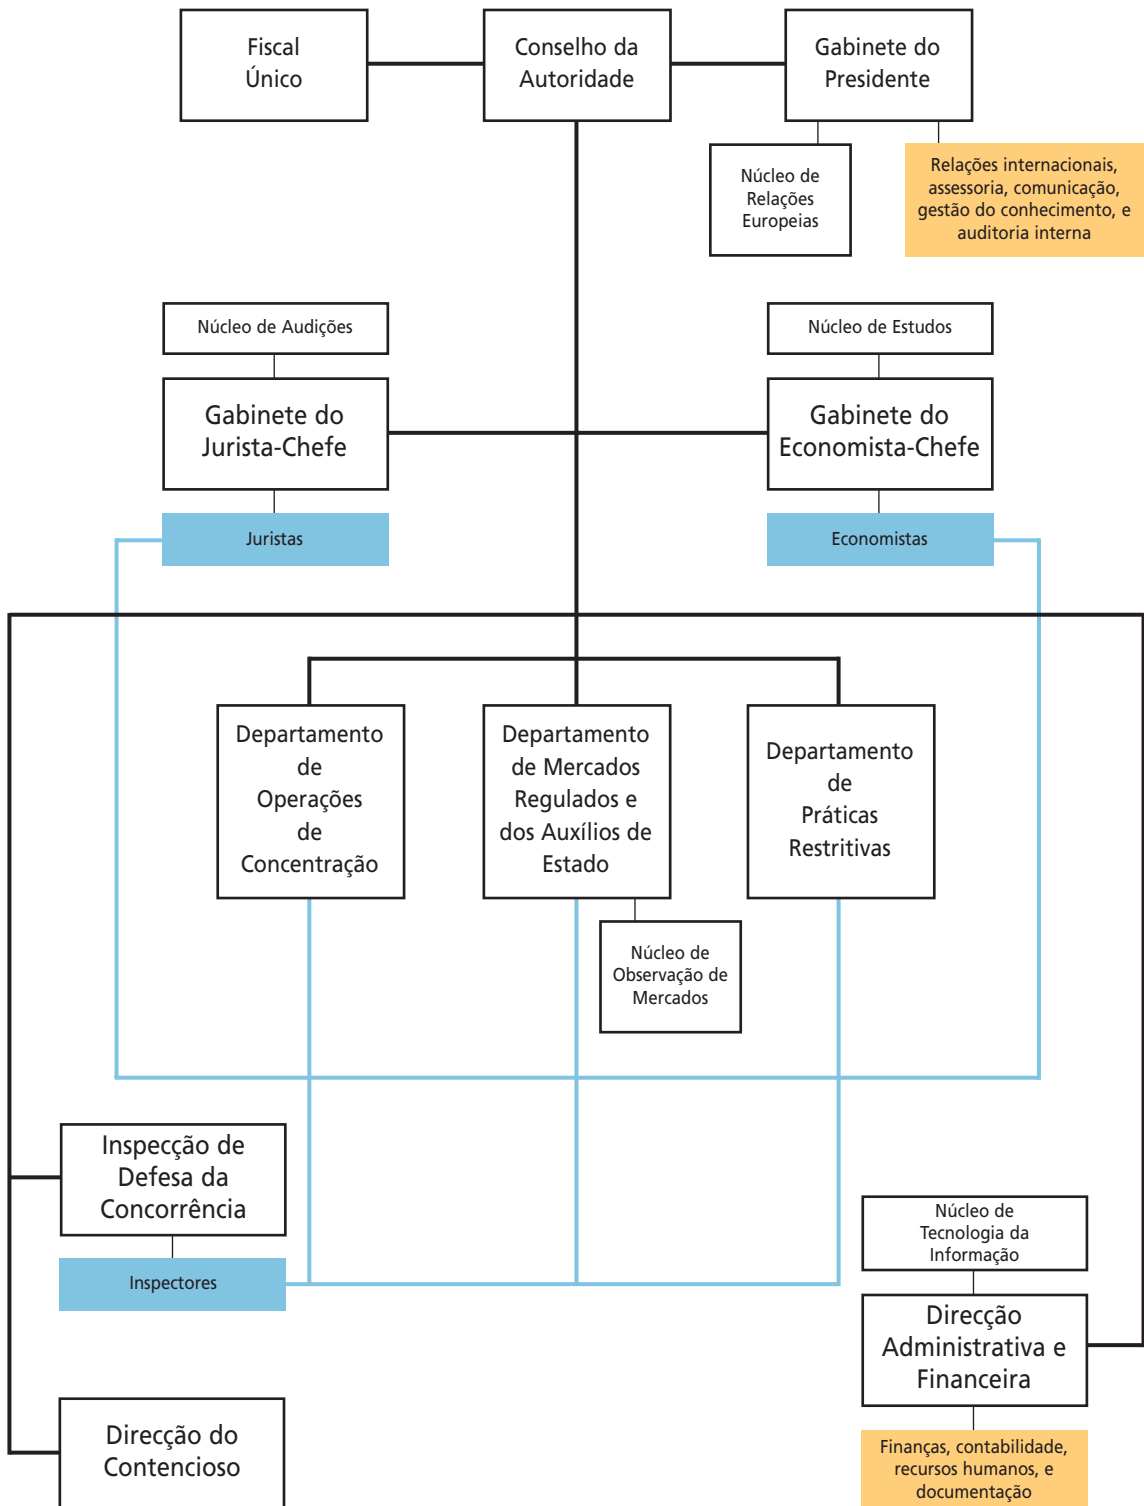 Fiscal
Único
Conselho da
Autoridade
Gabinete do
Presidente
Núcleo de
Relações
Europeias
Relações internacionais,
assessoria, comunicação,
gestão do conhecimento, e
auditoria interna
Núcleo de Audições
Núcleo de Estudos
Gabinete do
Jurista-Chefe
Gabinete do
Economista-Chefe
Juristas
Economistas
Departamento
de
Operações
de
Concentração
Departamento
de Mercados
Regulados e
dos Auxílios de
Estado
Departamento
de
Práticas
Restritivas
Núcleo de
Observação de
Mercados
Inspecção de
Defesa da
Concorrência
Inspectores
Núcleo de
Tecnologia da
Informação
Direcção
Administrativa e
Financeira
Direcção do
Contencioso
Finanças, contabilidade,
recursos humanos, e
documentação